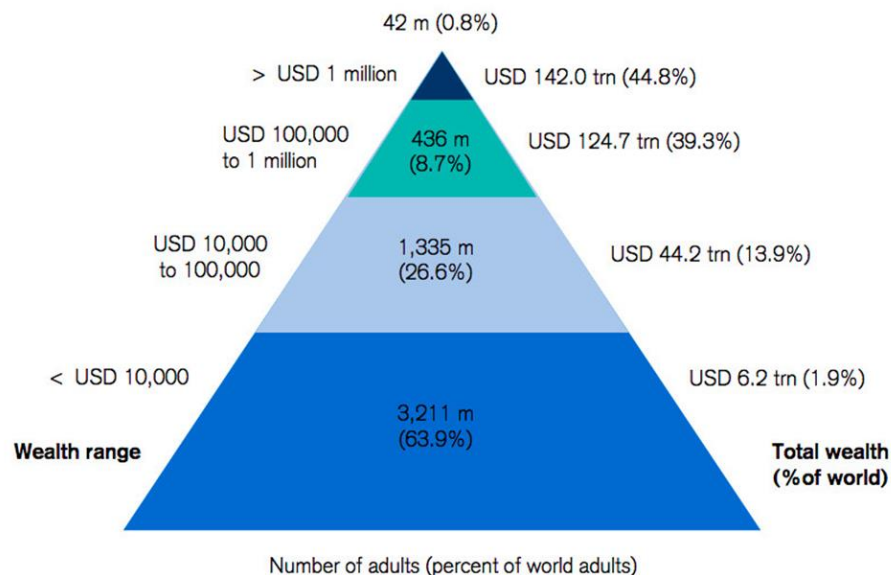 42 m (0.8%)
> USD 1 million
USD 142.0 trn (44.8%)
USD 100,000
to 1 million
436 m
(8.7%)
USD 124.7 trn (39.3%)
USD 10,000
to 100,000
1,335 m
(26.6%)
USD 44.2 trn (13.9%)
< USD 10,000
USD 6.2 trn (1.9%)
3,211 m
(63.9%)
Wealth range
Total wealth
(%of world)
Number of adults (percent of world adults)